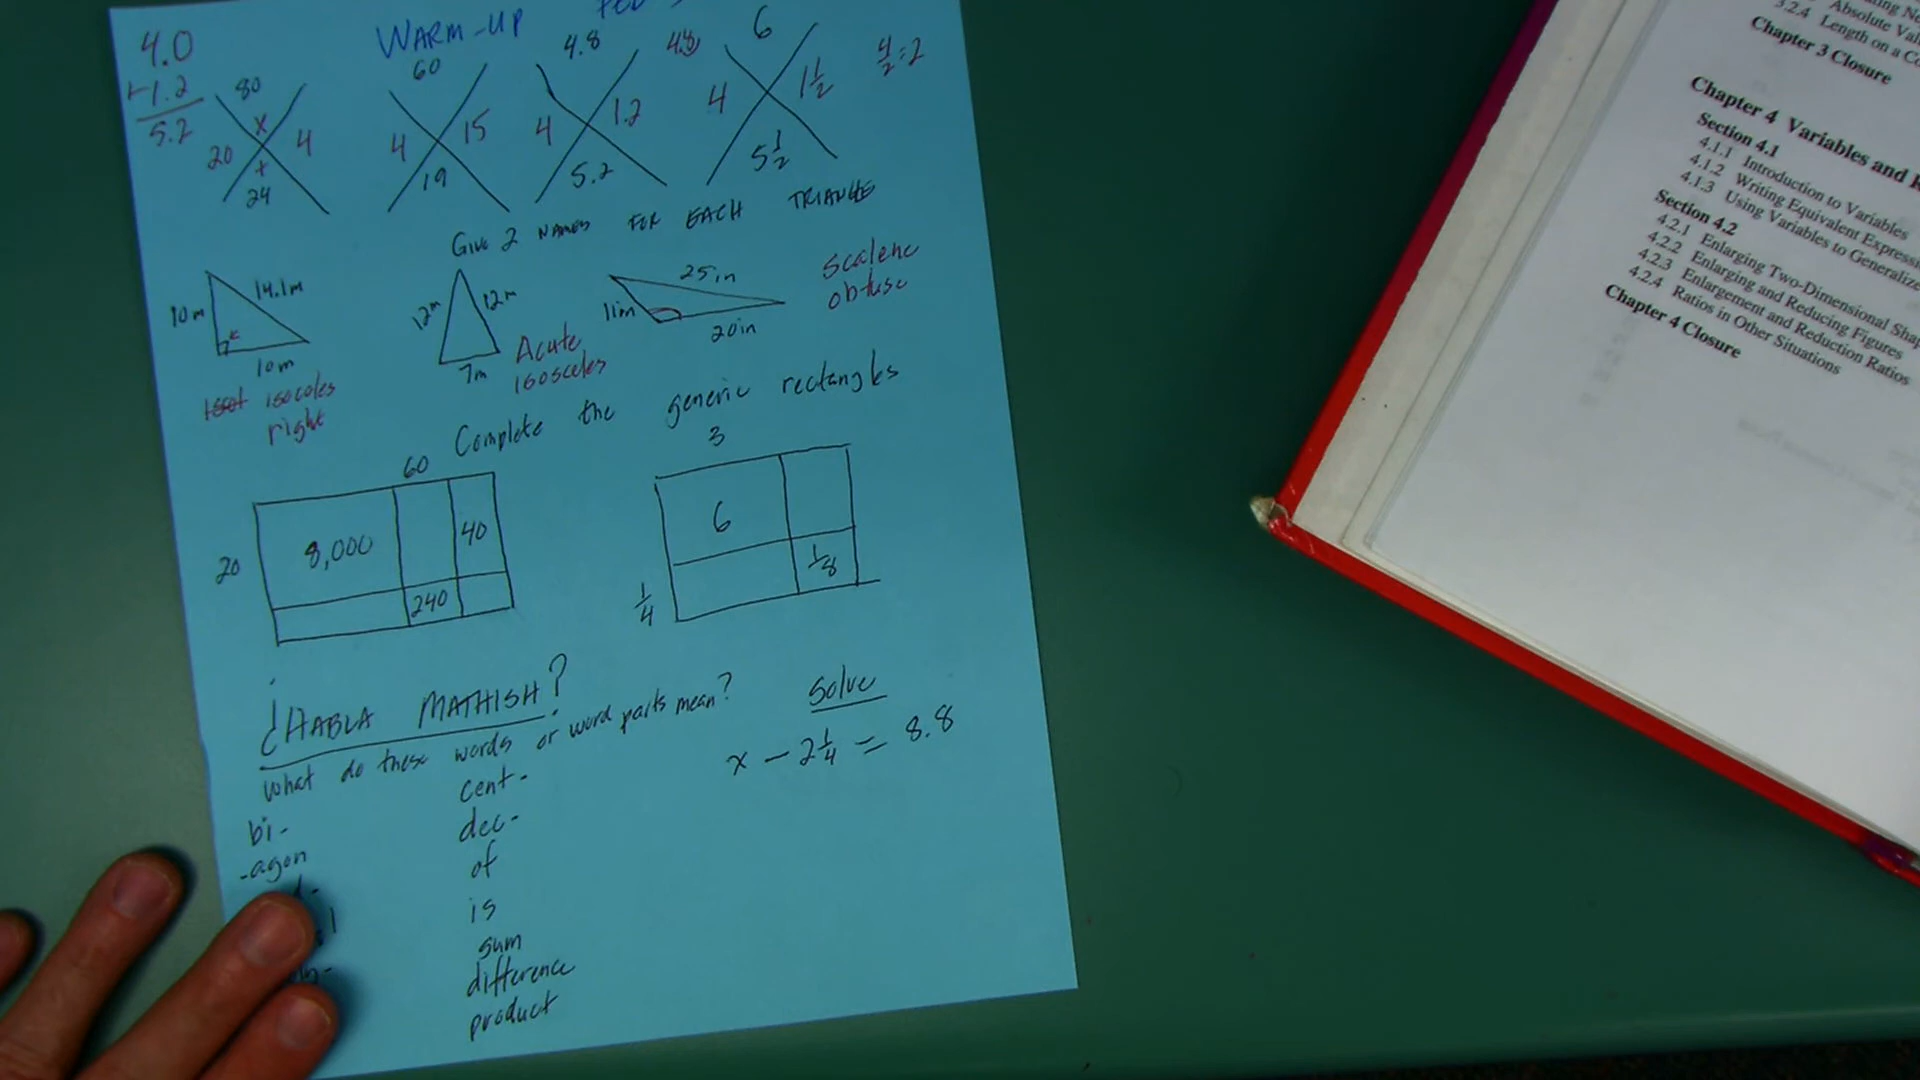 4.0
+1.2
5.2
WARM-UP
80
x
20
4
+
24
60
4
15
19
4.8
4
1.2
5.2
4.8
6
4
1 1/2
5 1/2
4/2 = 2
GIVE 2 NAMES FOR EACH TRIANGLE
10m
14.1m
10m
isocoles
right
12m
12m
7m
Acute
isosceles
25in
11in
20in
scalene
obtuse
Complete the generic rectangles
60
20
8,000
40
240
3
6
1/4
1/8
¿HABLA MATHISH?
What do these words or word parts mean?
bi-
-agon
cent-
dec-
of
is
sum
difference
product
Solve
x - 2 1/4 = 8.8
3.2.4 Length on a
Chapter 3 Closure
Chapter 4 Variables and
Section 4.1
4.1.1 Introduction to Variables
4.1.2 Writing Equivalent
4.1.3 Using Variables to
Section 4.2
4.2.1 Enlarging Two-Dimensional
4.2.2 Enlarging and Reducing Figures
4.2.3 Enlargement and Reduction Ratios
4.2.4 Ratios in Other Situations
Chapter 4 Closure